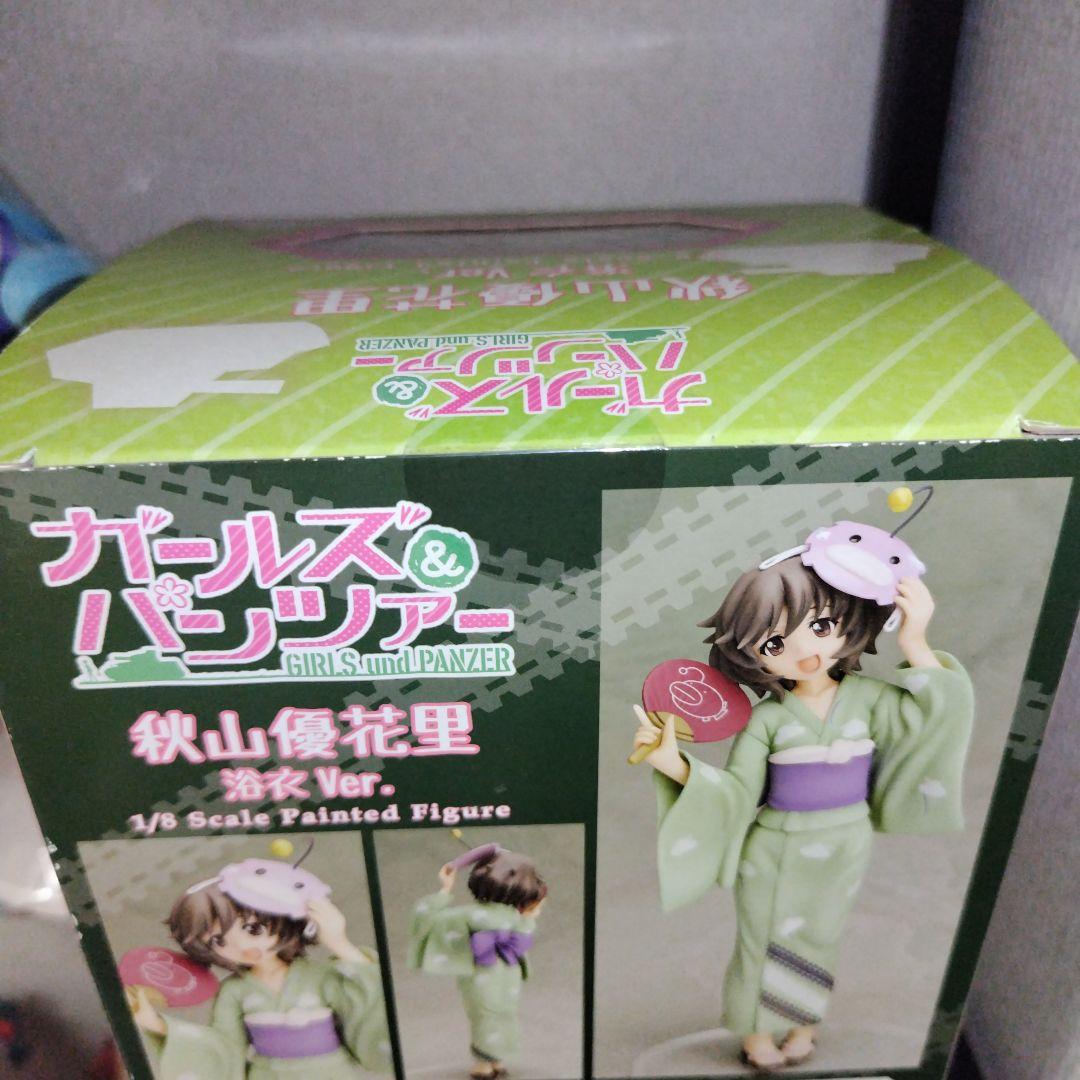 秋山優花里
浴衣 Ver.
ガールズ&
パンツァー
GIRLS und PANZER
ガールズ&
パンツァー
GIRLS und PANZER
秋山優花里
浴衣 Ver.
1/8 Scale Painted Figure